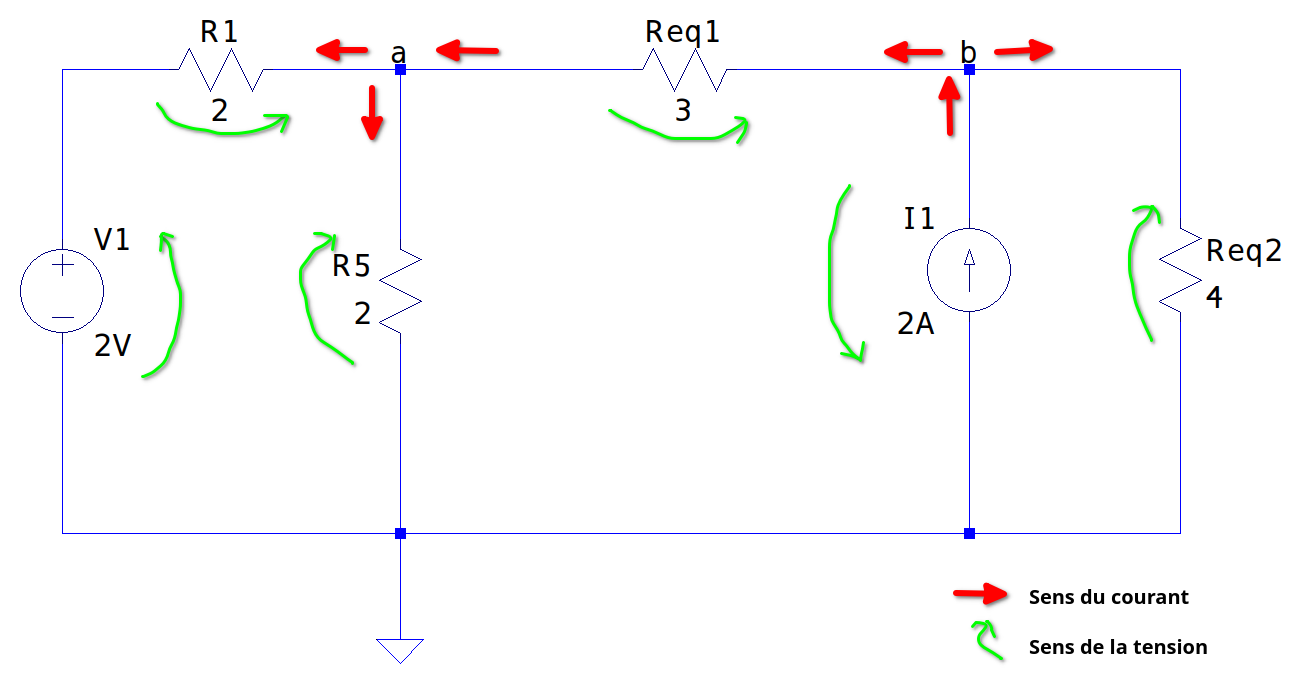 R1
a
Req1
b
2
3
V1
2V
R5
2
I1
2A
Req2
4
Sens du courant
Sens de la tension